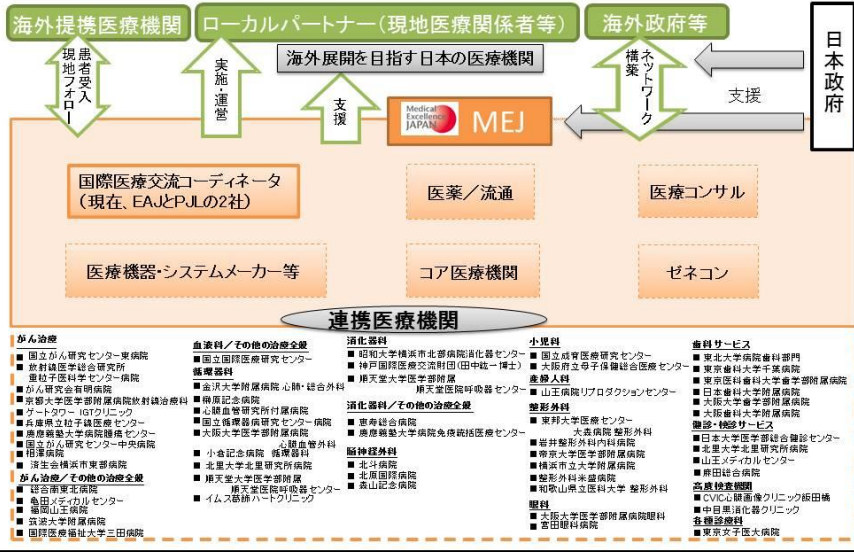 海外提携医療機関
ローカルパートナー(現地医療関係者等)
海外政府等
日本政府
患者受入
現地フォロー
実施・運営
海外展開を目指す日本の医療機関
支援
ネットワーク
構築
支援
Medical
Excellence
JAPAN
MEJ
国際医療交流コーディネータ
(現在、EAJとPJLの2社)
医薬/流通
医療コンサル
医療機器・システムメーカー等
コア医療機関
ゼネコン
連携医療機関
がん治療
■ 国立がん研究センター東病院
■ 放射線医学総合研究所
重粒子医科学センター病院
■がん研究会有明病院
■京都大学医学部附属病院放射線治療科
■ゲートタワー IGTクリニック
■兵庫県立粒子線医療センター
■慶應義塾大学病院腫瘍センター
■国立がん研究センター中央病院
■相澤病院
■ 済生会横浜市東部病院
がん治療/その他の治療全般
■ 総合南東北病院
■ 亀田メディカルセンター
■ 福岡山王病院
■ 筑波大学附属病院
■ 国際医療福祉大学三田病院
血液科/その他の治療全般
■国立国際医療研究センター
循環器科
■金沢大学附属病院 心肺・総合外科
■榊原記念病院
■心臓血管研究所付属病院
■国立循環器病研究センター病院
■大阪大学医学部附属病院
心臓血管外科
■ 小倉記念病院 循環器科
■ 北里大学北里研究所病院
■ 順天堂大学医学部附属
順天堂医院呼吸器センター
■ イムス葛飾ハートクリニック
消化器科
■ 昭和大学横浜市北部病院消化器センター
■ 神戸国際医療交流財団(田中紘一博士)
■ 順天堂大学医学部附属
順天堂医院呼吸器センター
消化器科/その他の治療全般
■ 恵寿総合病院
■ 慶應義塾大学病院免疫統括医療センター
脳神経外科
■ 北斗病院
■ 北原国際病院
■ 森山記念病院
小児科
■ 国立成育医療研究センター
■ 大阪府立母子保健総合医療センター
産婦人科
■ 山王病院リプロダクションセンター
整形外科
■ 東邦大学医療センター
大森病院 整形外科
■ 岩井整形外科内科病院
■ 帝京大学医学部附属病院
■ 横浜市立大学附属病院
■ 整形外科米盛病院
■ 和歌山県立医科大学 整形外科
眼科
■ 大阪大学医学部附属病院眼科
■ 宮田眼科病院
歯科サービス
■ 東北大学病院歯科部門
■ 東京歯科大学千葉病院
■ 東京医科歯科大学歯学部附属病院
■ 日本歯科大学附属病院
■ 大阪大学歯学部附属病院
■ 大阪歯科大学附属病院
健診・検診サービス
■日本大学医学部総合健診センター
■北里大学北里研究所病院
■山王メディカルセンター
■原田総合病院
高度検査機関
■ CVIC心臓画像クリニック飯田橋
■ 中目黒消化器クリニック
各種診療科
■ 東京女子医大病院